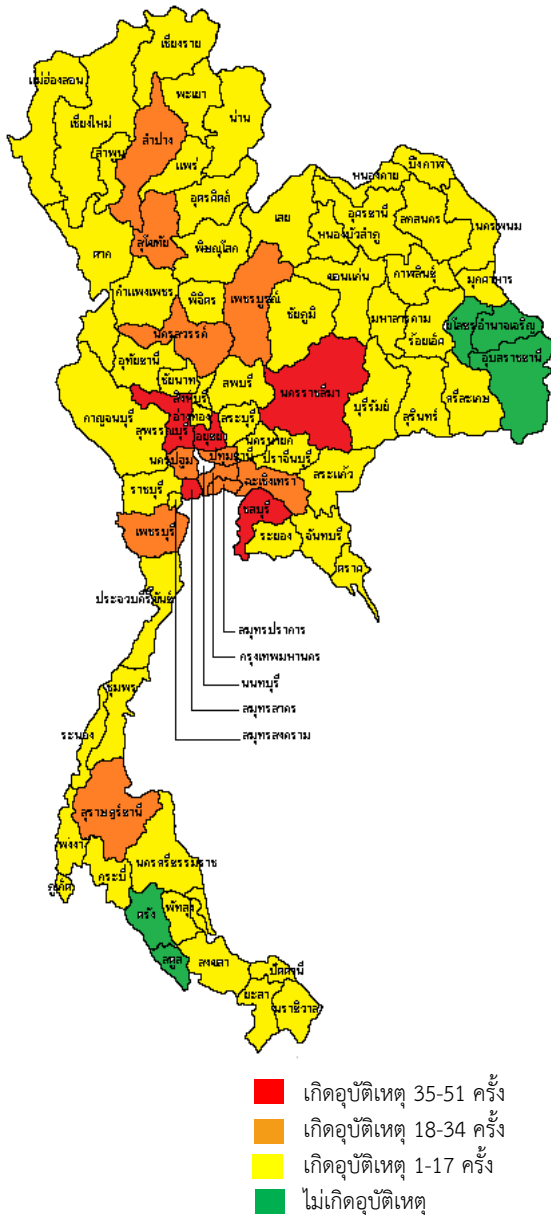 เชียงราย
แม่ฮ่องสอน
พะเยา
เชียงใหม่
น่าน
ลำปาง
ลำพูน
แพร่
บึงกาฬ
หนองคาย
อุตรดิตถ์
เลย
อุดรธานี
สกลนคร
นครพนม
สุโขทัย
ตาก
พิษณุโลก
หนองบัวลำภู
ขอนแก่น
กาฬสินธุ์
มุกดาหาร
กำแพงเพชร
พิจิตร
เพชรบูรณ์
ชัยภูมิ
มหาสารคาม
ร้อยเอ็ด
ยโสธร
อำนาจเจริญ
นครสวรรค์
อุทัยธานี
อุบลราชธานี
ชัยนาท
ลพบุรี
นครราชสีมา
บุรีรัมย์
สุรินทร์
ศรีสะเกษ
สิงห์บุรี
กาญจนบุรี
อ่างทอง
สระบุรี
สุพรรณบุรี
อยุธยา
นครนายก
นครปฐม
ปทุมธานี
ปราจีนบุรี
สระแก้ว
ราชบุรี
ฉะเชิงเทรา
ชลบุรี
เพชรบุรี
ระยอง
จันทบุรี
ตราด
ประจวบคีรีขันธ์
สมุทรปราการ
กรุงเทพมหานคร
นนทบุรี
สมุทรสาคร
สมุทรสงคราม
ชุมพร
ระนอง
สุราษฎร์ธานี
พังงา
นครศรีธรรมราช
กระบี่
ภูเก็ต
ตรัง
พัทลุง
สตูล
สงขลา
ปัตตานี
ยะลา
นราธิวาส
เกิดอุบัติเหตุ 35-51 ครั้ง
เกิดอุบัติเหตุ 18-34 ครั้ง
เกิดอุบัติเหตุ 1-17 ครั้ง
ไม่เกิดอุบัติเหตุ